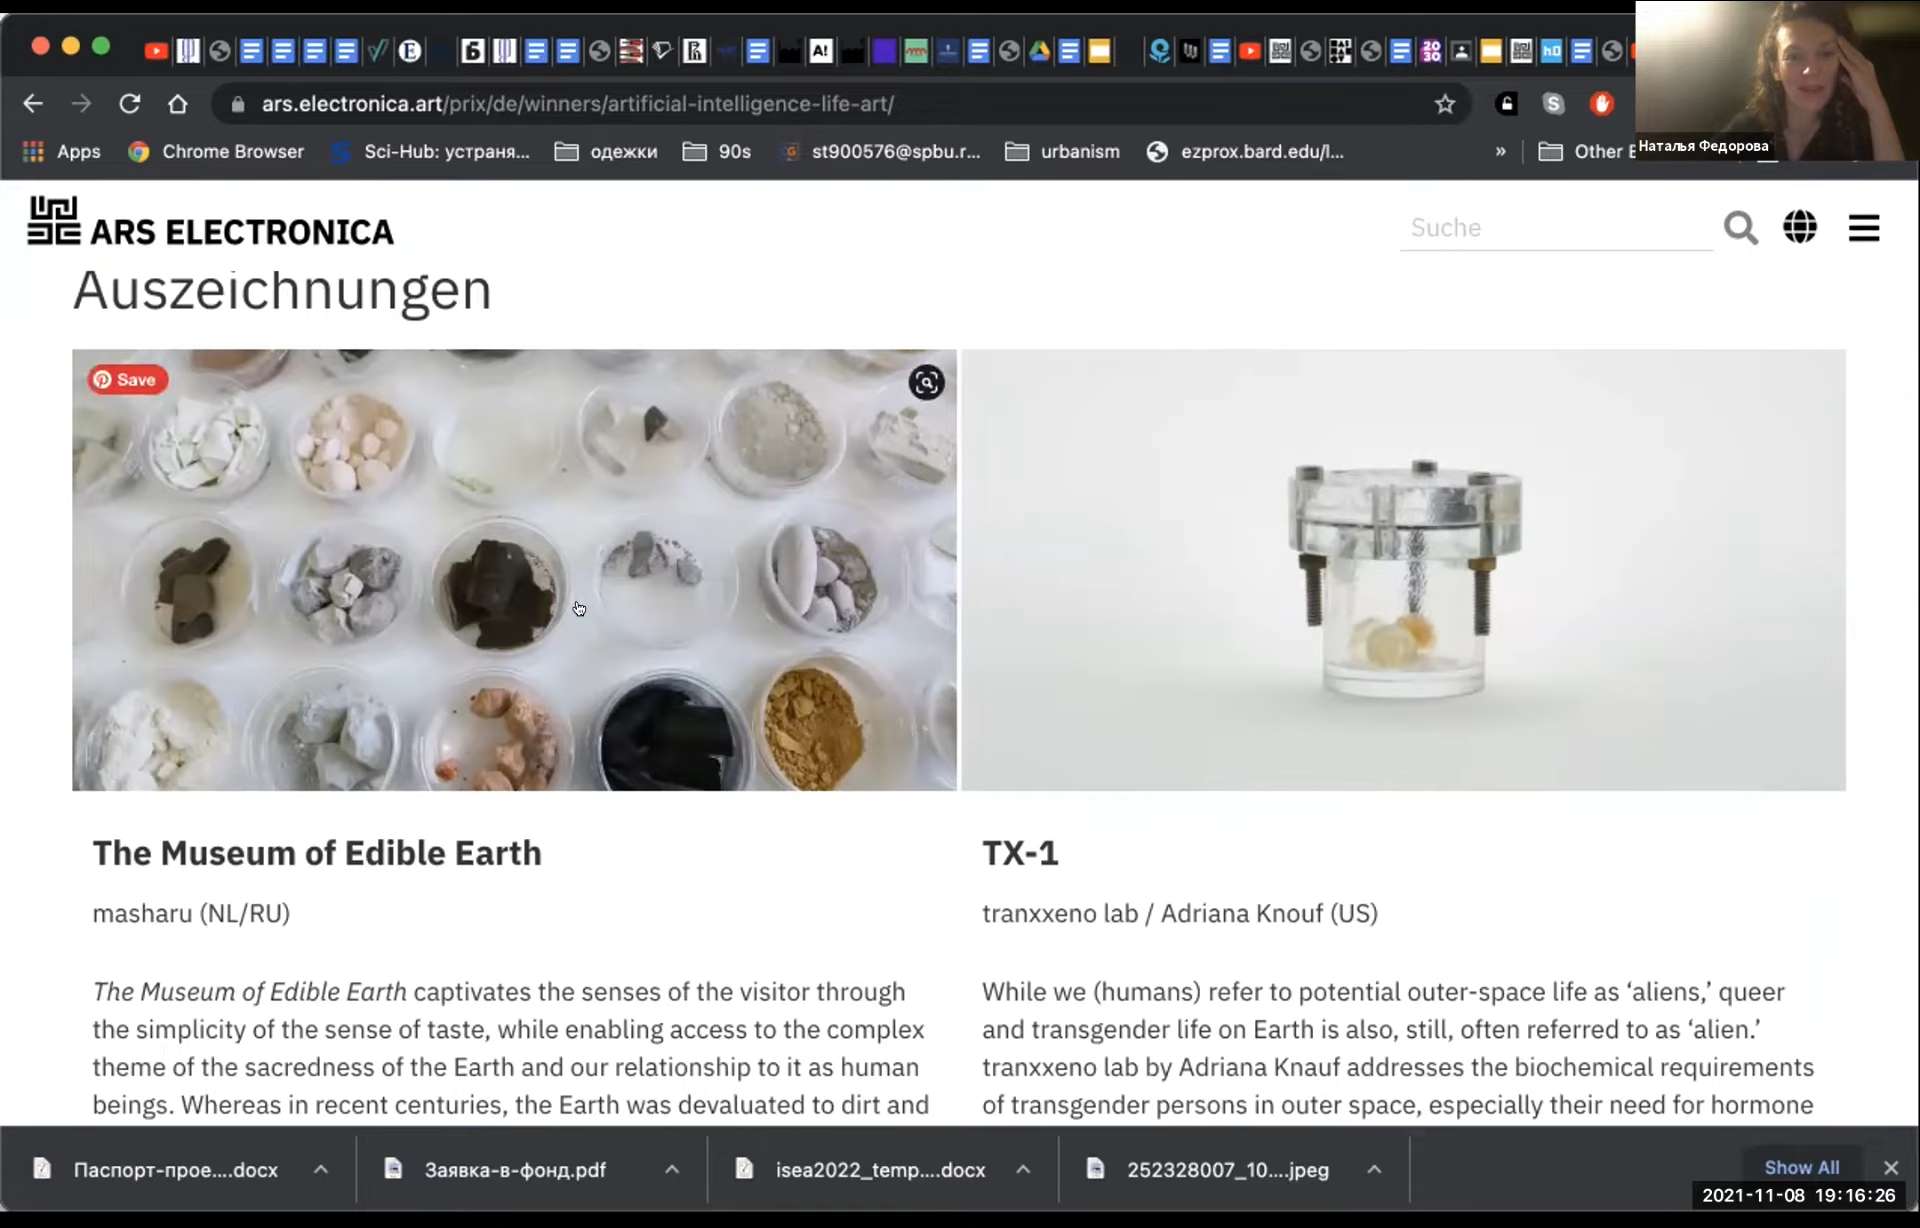 ars.electronica.art/prix/de/winners/artificial-intelligence-life-art/
Наталья Федорова
Apps
Chrome Browser
Sci-Hub: устраня...
одежки
90s
st900576@spbu.r...
urbanism
ezprox.bard.edu/l...
»
Other
ARS ELECTRONICA
Suche
Auszeichnungen
Save
The Museum of Edible Earth
masharu (NL/RU)
The Museum of Edible Earth captivates the senses of the visitor through
the simplicity of the sense of taste, while enabling access to the complex
theme of the sacredness of the Earth and our relationship to it as human
beings. Whereas in recent centuries, the Earth was devaluated to dirt and
TX-1
tranxxeno lab / Adriana Knouf (US)
While we (humans) refer to potential outer-space life as ‘aliens,’ queer
and transgender life on Earth is also, still, often referred to as ‘alien.’
tranxxeno lab by Adriana Knauf addresses the biochemical requirements
of transgender persons in outer space, especially their need for hormone
Паспорт-прое....docx
Заявка-в-фонд.pdf
isea2022_temp....docx
252328007_10....jpeg
Show All
2021-11-08 19:16:26